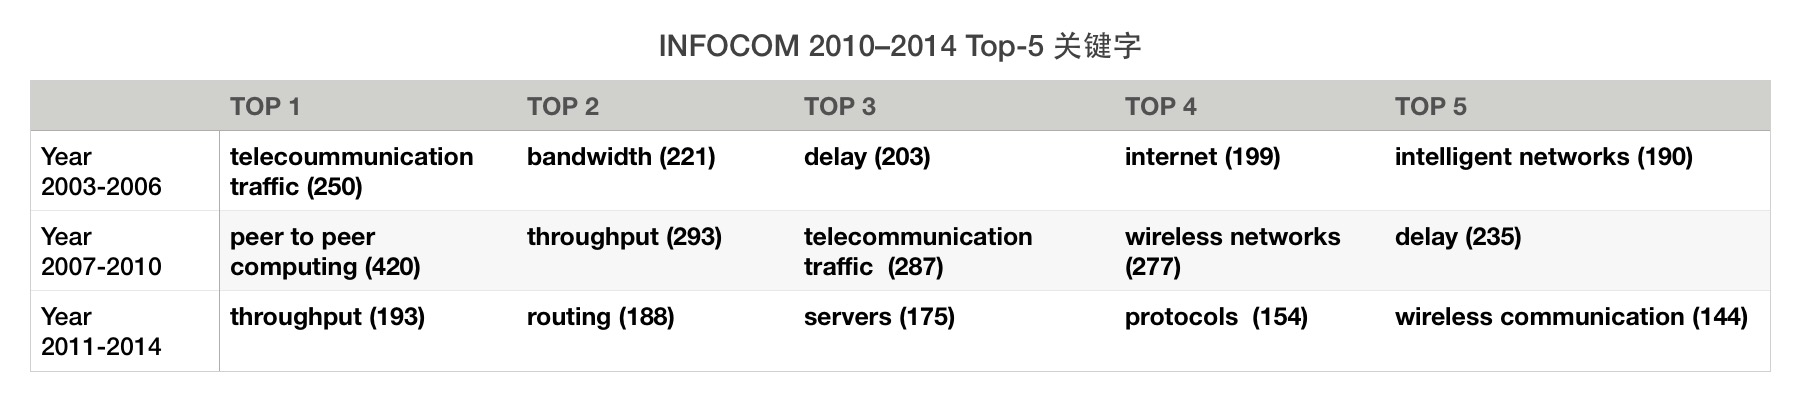 INFOCOM 2010–2014 Top-5 关键字
TOP 1 TOP 2 TOP 3 TOP 4 TOP 5
Year 2003-2006 telecoummunication traffic (250) bandwidth (221) delay (203) internet (199) intelligent networks (190)
Year 2007-2010 peer to peer computing (420) throughput (293) telecommunication traffic (287) wireless networks (277) delay (235)
Year 2011-2014 throughput (193) routing (188) servers (175) protocols (154) wireless communication (144)